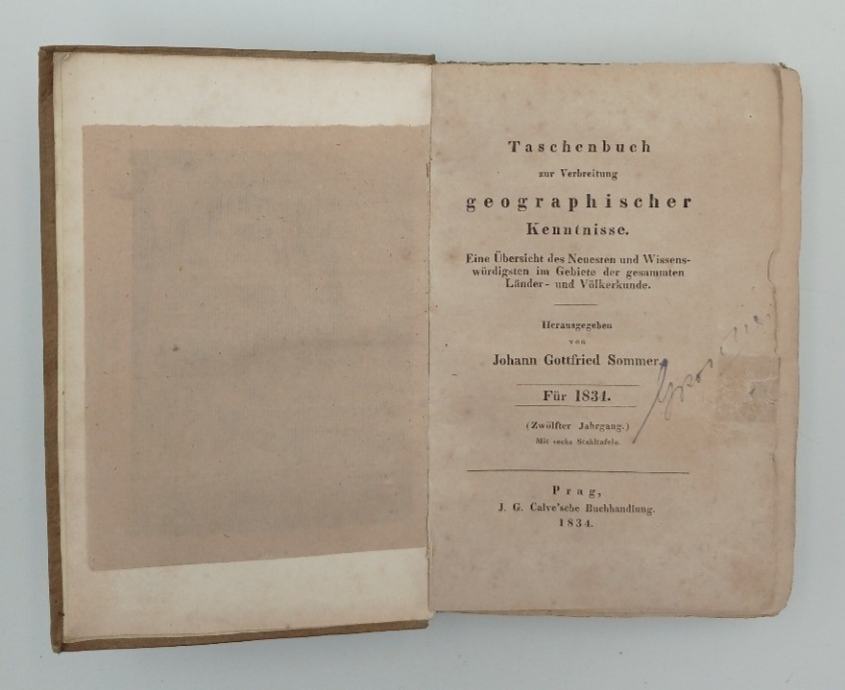 Taschenbuch
zur Verbreitung
geographischer
Kenntnisse.
Eine Übersicht des Neuesten und Wissens-
würdigsten im Gebiete der gesammten
Länder- und Völkerkunde.
Herausgegeben
von
Johann Gottfried Sommer.
Für 1834.
(Zwölfter Jahrgang.)
Mit sechs Stahltafeln.
Prag,
J. G. Calve'sche Buchhandlung.
1834.